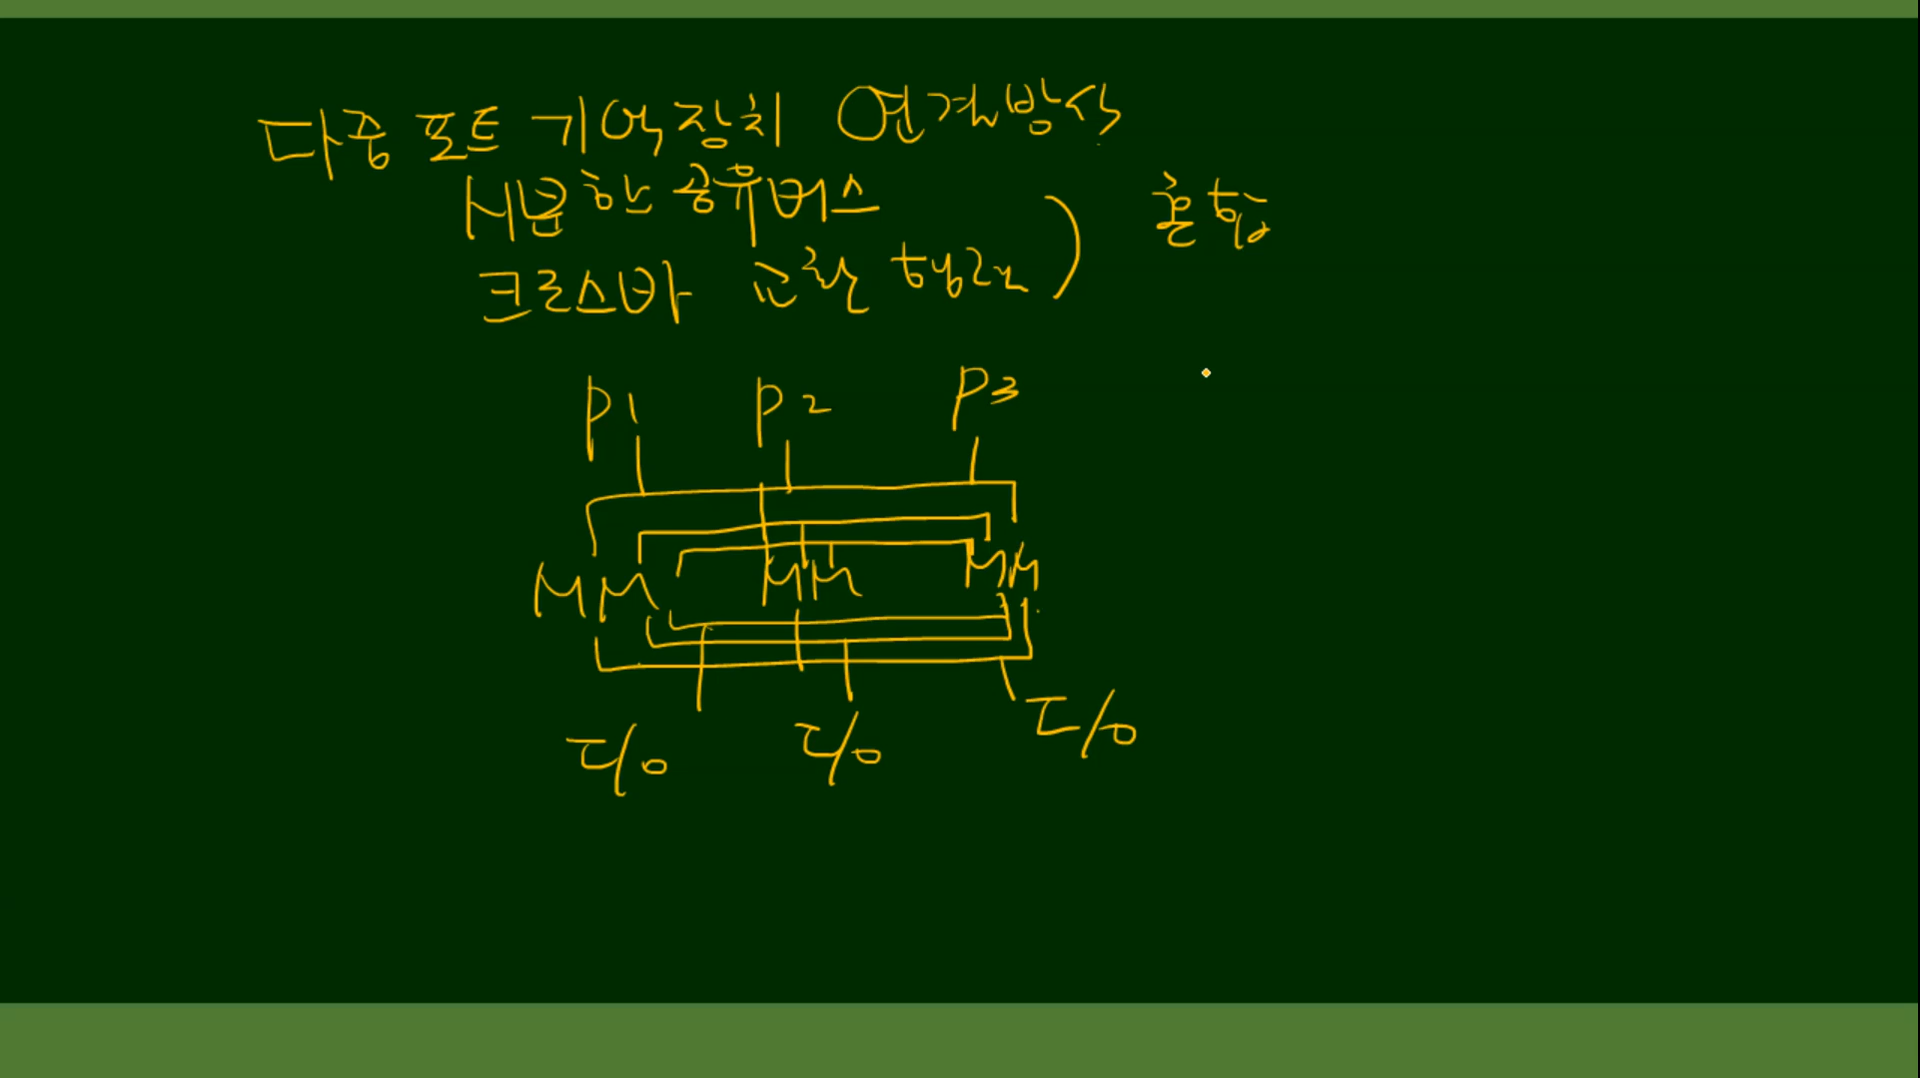 다중 포트 기억장치 연결방식
시분할 공유버스
크로스바 교환 행렬 ) 혼합
P1 P2 P3
MM MM MM
I/O I/O I/O